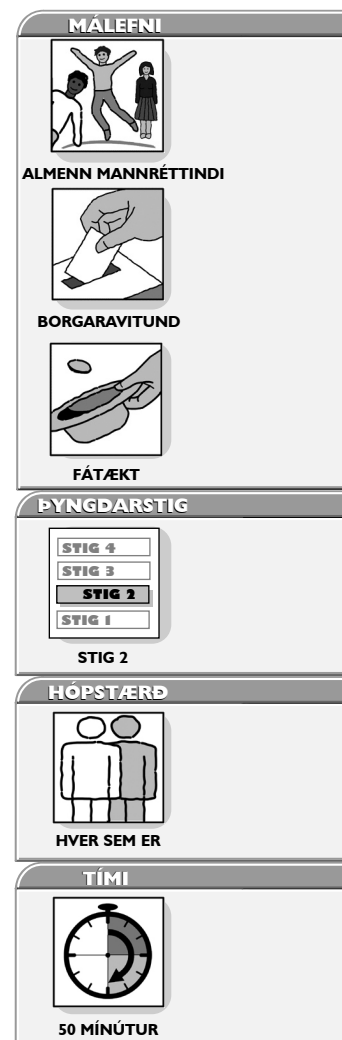 MÁLEFNI
ALMENN MANNRÉTTINDI
BORGARAVITUND
FÁTÆKT
ÞYNGDARSTIG
STIG 4
STIG 3
STIG 2
STIG 1
STIG 2
HÓPSTÆRÐ
HVER SEM ER
TÍMI
50 MÍNÚTUR